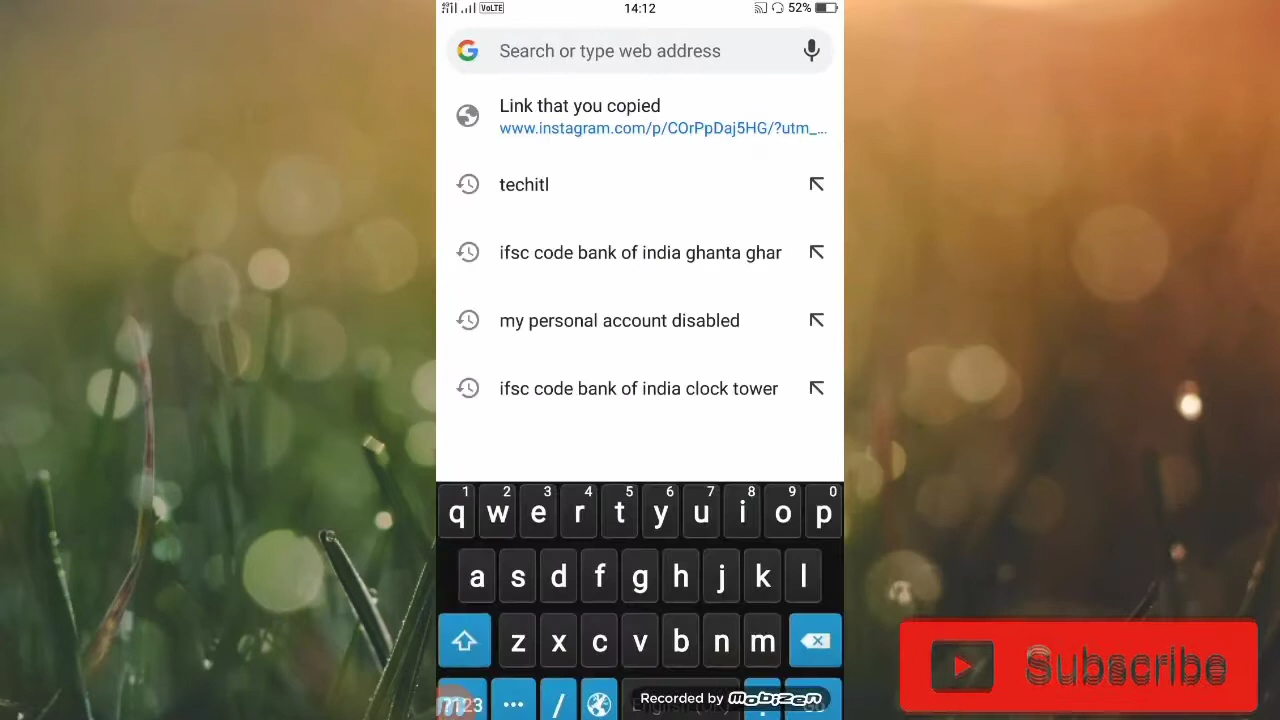 4G VoLTE 14:12 52%
Search or type web address
Link that you copied
www.instagram.com/p/COrPpDaj5HG/?utm_...
techitl
ifsc code bank of india ghanta ghar
my personal account disabled
ifsc code bank of india clock tower
1 2 3 4 5 6 7 8 9 0
q w e r t y u i o p
a s d f g h j k l
z x c v b n m
... /
Recorded by mobizen
Subscribe